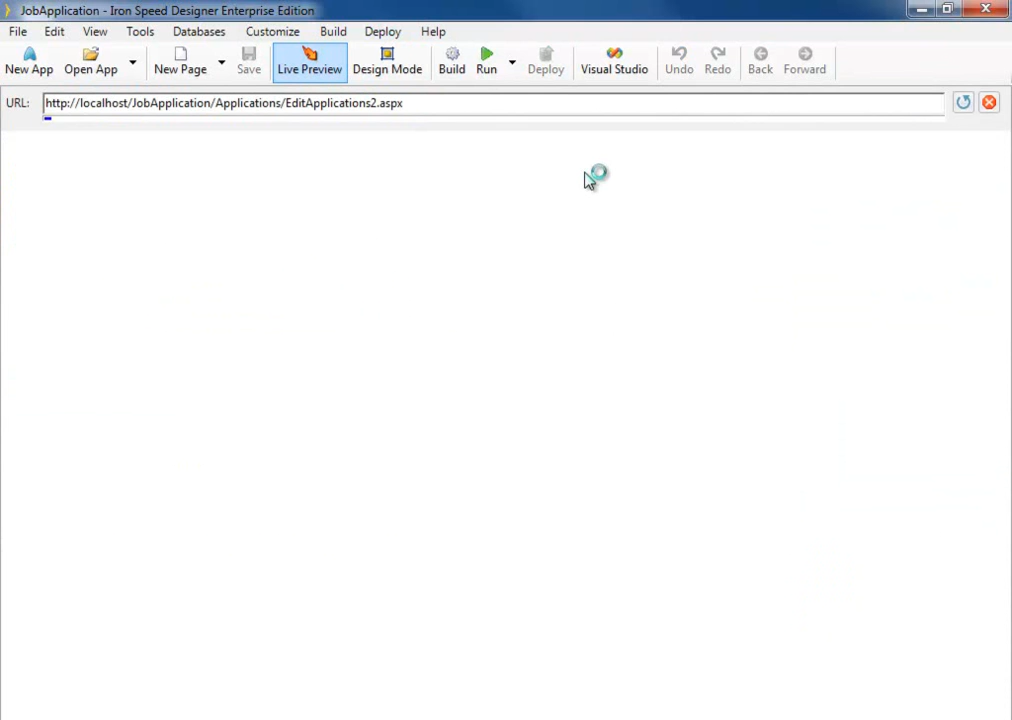 JobApplication - Iron Speed Designer Enterprise Edition
File Edit View Tools Databases Customize Build Deploy Help
New App Open App New Page Save Live Preview Design Mode Build Run Deploy Visual Studio Undo Redo Back Forward
URL: http://localhost/JobApplication/Applications/EditApplications2.aspx